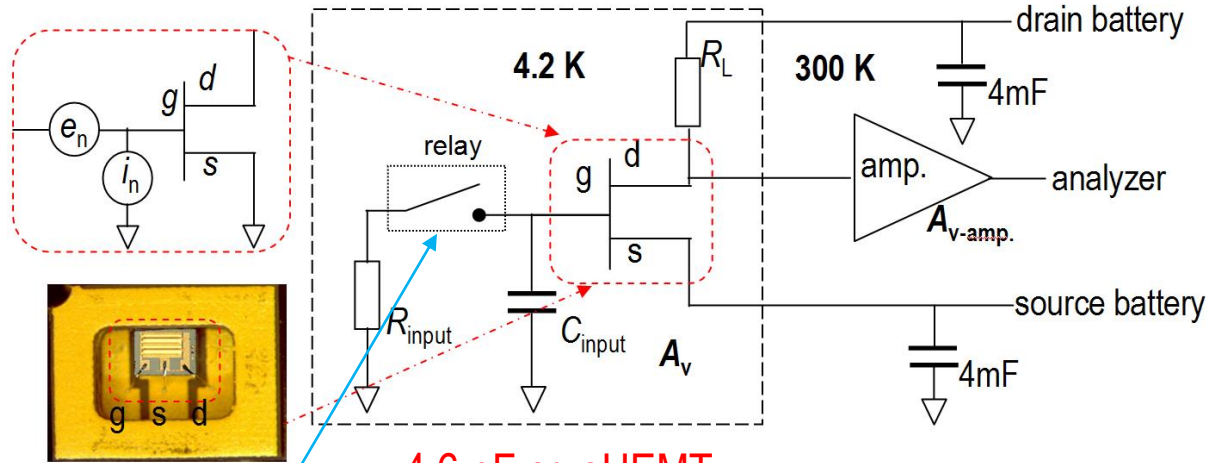 drain battery
4.2 K
R_L
300 K
4mF
g
d
s
e_n
i_n
relay
g
d
s
amp.
A_v-amp.
analyzer
source battery
R_input
C_input
A_v
4mF
g s d